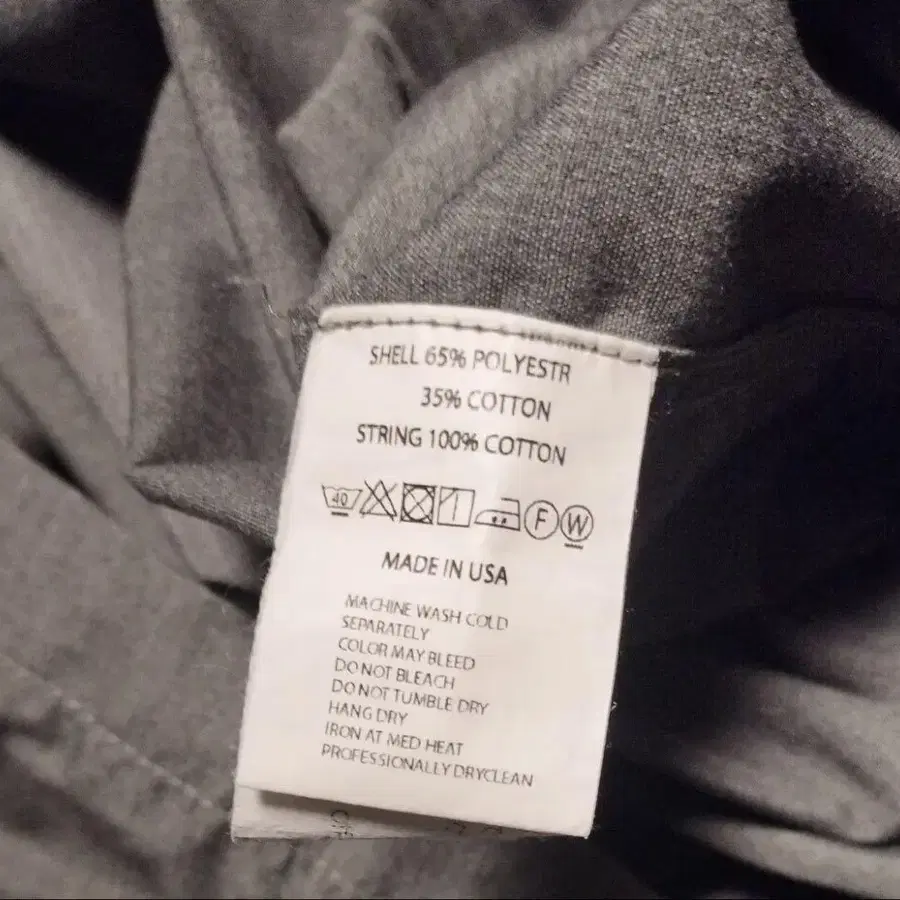 SHELL 65% POLYESTR
35% COTTON
STRING 100% COTTON
40 F W
MADE IN USA
MACHINE WASH COLD
SEPARATELY
COLOR MAY BLEED
DO NOT BLEACH
DO NOT TUMBLE DRY
HANG DRY
IRON AT MED HEAT
PROFESSIONALLY DRYCLEAN